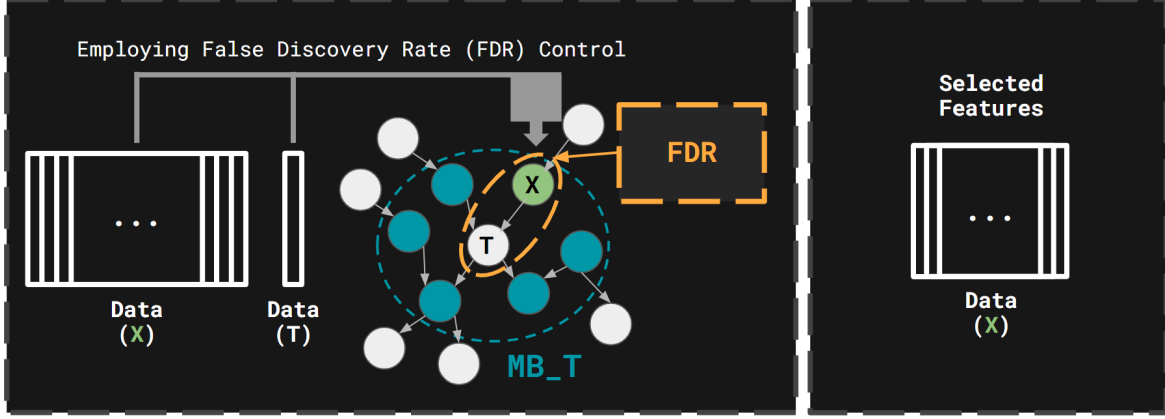 Employing False Discovery Rate (FDR) Control
Selected
Features
FDR
X
...
...
T
Data
(X)
Data
(T)
Data
(X)
MB_T